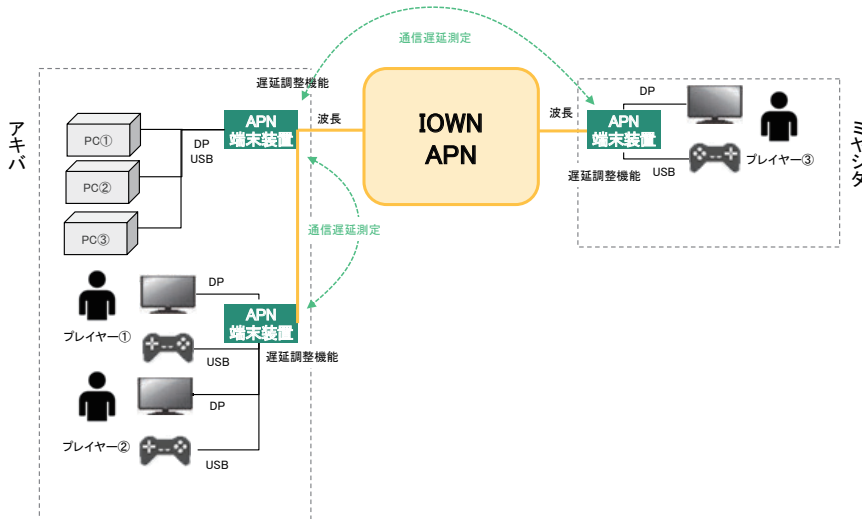 通信遅延測定
遅延調整機能
アキバ
PC①
PC②
PC③
DP
USB
APN
端末装置
波長
IOWN
APN
波長
APN
端末装置
DP
USB
遅延調整機能
プレイヤー③
ミヤシタ
通信遅延測定
プレイヤー①
DP
USB
APN
端末装置
遅延調整機能
プレイヤー②
DP
USB